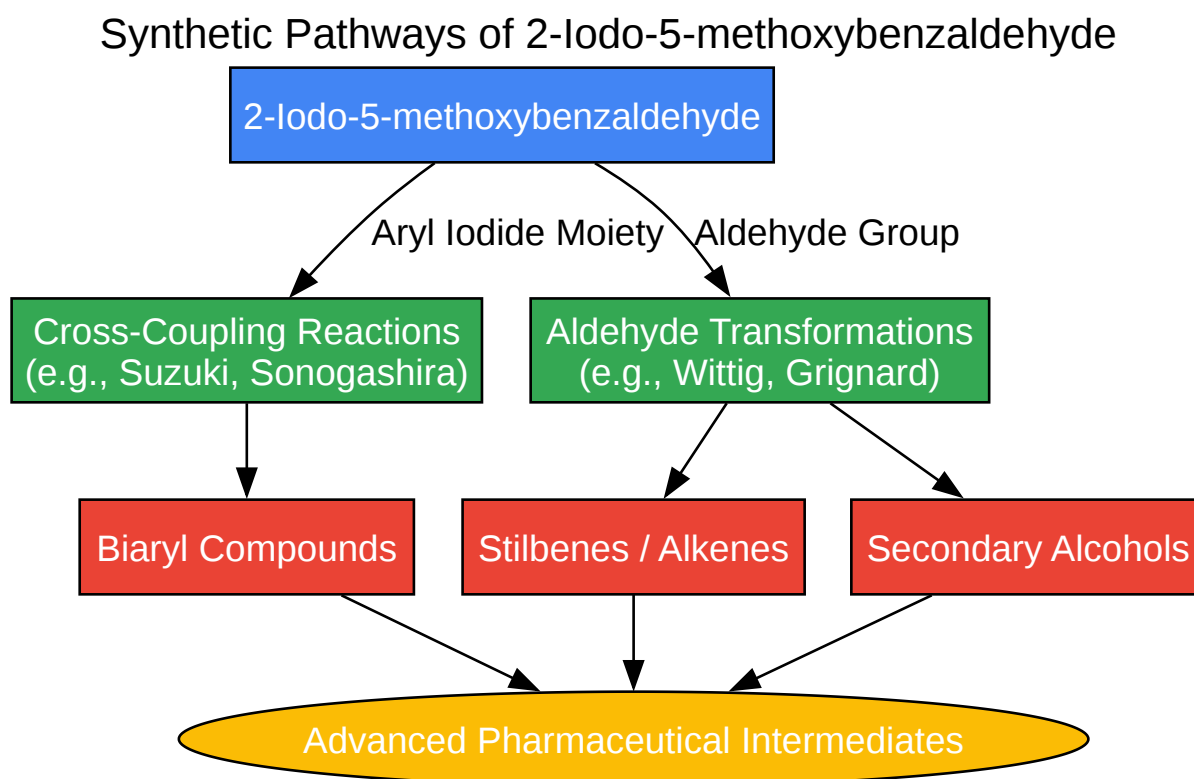 Synthetic Pathways of 2-Iodo-5-methoxybenzaldehyde
2-Iodo-5-methoxybenzaldehyde
Aryl Iodide Moiety
Aldehyde Group
Cross-Coupling Reactions
(e.g., Suzuki, Sonogashira)
Aldehyde Transformations
(e.g., Wittig, Grignard)
Biaryl Compounds
Stilbenes / Alkenes
Secondary Alcohols
Advanced Pharmaceutical Intermediates